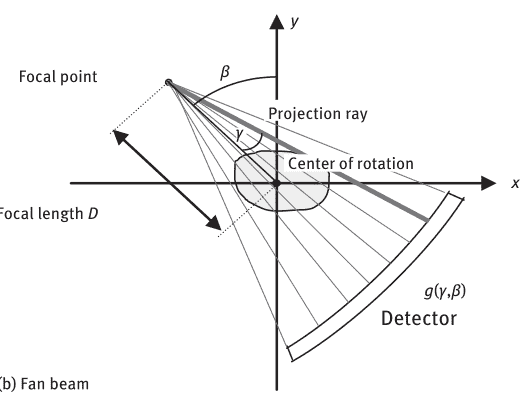 y
β
Focal point
Projection ray
γ
Center of rotation
x
Focal length D
g(γ,β)
Detector
(b) Fan beam